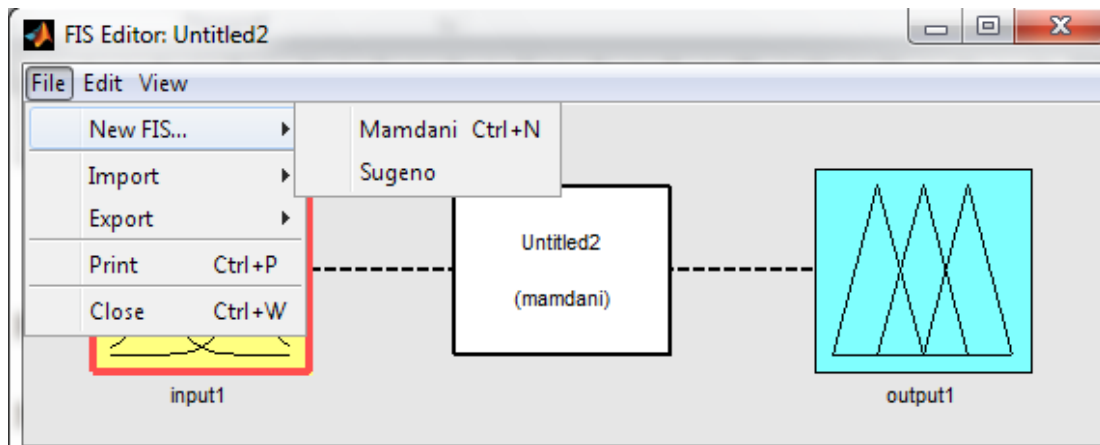 FIS Editor: Untitled2
File Edit View
New FIS...
Mamdani Ctrl+N
Sugeno
Import
Export
Print Ctrl+P
Close Ctrl+W
Untitled2
(mamdani)
input1
output1